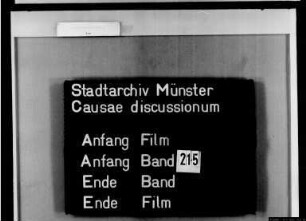 Stadtarchiv Münster
Causae discussionum
Anfang Film
Anfang Band 215
Ende Band
Ende Film